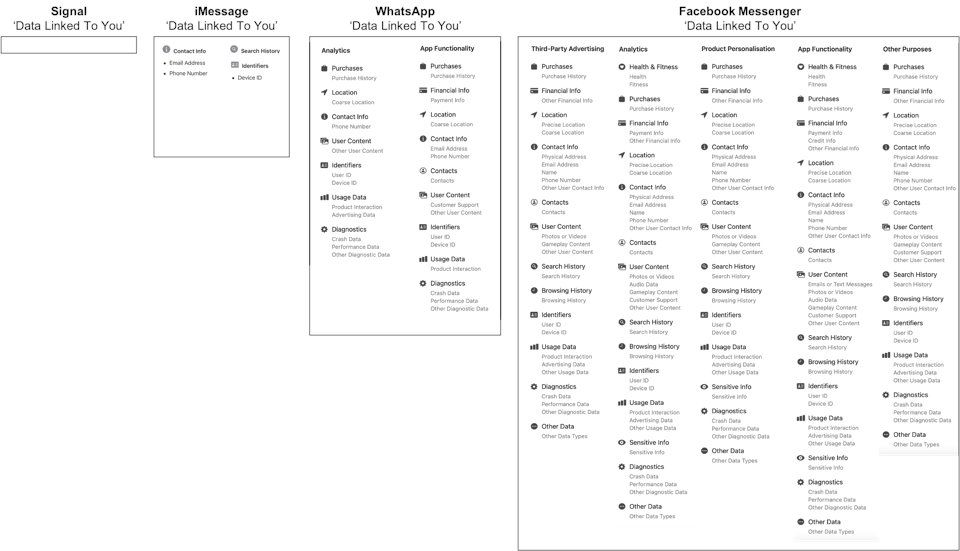 Signal
'Data Linked To You'
iMessage
'Data Linked To You'
Contact Info
Email Address
Phone Number
Search History
Identifiers
Device ID
WhatsApp
'Data Linked To You'
Analytics
Purchases
Purchase History
Location
Coarse Location
Contact Info
Phone Number
User Content
Other User Content
Identifiers
User ID
Device ID
Usage Data
Product Interaction
Advertising Data
Diagnostics
Crash Data
Performance Data
Other Diagnostic Data
App Functionality
Purchases
Purchase History
Financial Info
Payment Info
Location
Coarse Location
Contact Info
Email Address
Phone Number
Contacts
Contacts
User Content
Customer Support
Other User Content
Identifiers
User ID
Device ID
Usage Data
Product Interaction
Diagnostics
Crash Data
Performance Data
Other Diagnostic Data
Facebook Messenger
'Data Linked To You'
Third-Party Advertising
Purchases
Purchase History
Financial Info
Other Financial Info
Location
Precise Location
Coarse Location
Contact Info
Physical Address
Email Address
Name
Phone Number
Other User Contact Info
Contacts
Contacts
User Content
Photos or Videos
Gameplay Content
Other User Content
Search History
Search History
Browsing History
Browsing History
Identifiers
User ID
Device ID
Usage Data
Product Interaction
Advertising Data
Other Usage Data
Diagnostics
Crash Data
Performance Data
Other Diagnostic Data
Other Data
Other Data Types
Analytics
Health & Fitness
Health
Fitness
Purchases
Purchase History
Financial Info
Payment Info
Other Financial Info
Location
Precise Location
Coarse Location
Contact Info
Physical Address
Email Address
Name
Phone Number
Other User Contact Info
Contacts
Contacts
User Content
Photos or Videos
Audio Data
Gameplay Content
Customer Support
Other User Content
Search History
Search History
Browsing History
Browsing History
Identifiers
User ID
Device ID
Usage Data
Product Interaction
Advertising Data
Other Usage Data
Sensitive Info
Sensitive Info
Diagnostics
Crash Data
Performance Data
Other Diagnostic Data
Other Data
Other Data Types
Product Personalisation
Purchases
Purchase History
Financial Info
Other Financial Info
Location
Precise Location
Coarse Location
Contact Info
Physical Address
Email Address
Name
Phone Number
Other User Contact Info
Contacts
Contacts
User Content
Photos or Videos
Gameplay Content
Other User Content
Search History
Search History
Browsing History
Browsing History
Identifiers
User ID
Device ID
Usage Data
Product Interaction
Advertising Data
Other Usage Data
Sensitive Info
Sensitive Info
Diagnostics
Crash Data
Performance Data
Other Diagnostic Data
Other Data
Other Data Types
App Functionality
Health & Fitness
Health
Fitness
Purchases
Purchase History
Financial Info
Payment Info
Credit Info
Other Financial Info
Location
Precise Location
Coarse Location
Contact Info
Physical Address
Email Address
Name
Phone Number
Other User Contact Info
Contacts
Contacts
User Content
Emails or Text Messages
Photos or Videos
Audio Data
Gameplay Content
Customer Support
Other User Content
Search History
Search History
Browsing History
Browsing History
Identifiers
User ID
Device ID
Usage Data
Product Interaction
Advertising Data
Other Usage Data
Sensitive Info
Sensitive Info
Diagnostics
Crash Data
Performance Data
Other Diagnostic Data
Other Data
Other Data Types
Other Purposes
Purchases
Purchase History
Financial Info
Other Financial Info
Location
Precise Location
Coarse Location
Contact Info
Physical Address
Email Address
Name
Phone Number
Other User Contact Info
Contacts
Contacts
User Content
Photos or Videos
Gameplay Content
Customer Support
Other User Content
Search History
Search History
Browsing History
Browsing History
Identifiers
User ID
Device ID
Usage Data
Product Interaction
Advertising Data
Other Usage Data
Diagnostics
Crash Data
Performance Data
Other Diagnostic Data
Other Data
Other Data Types